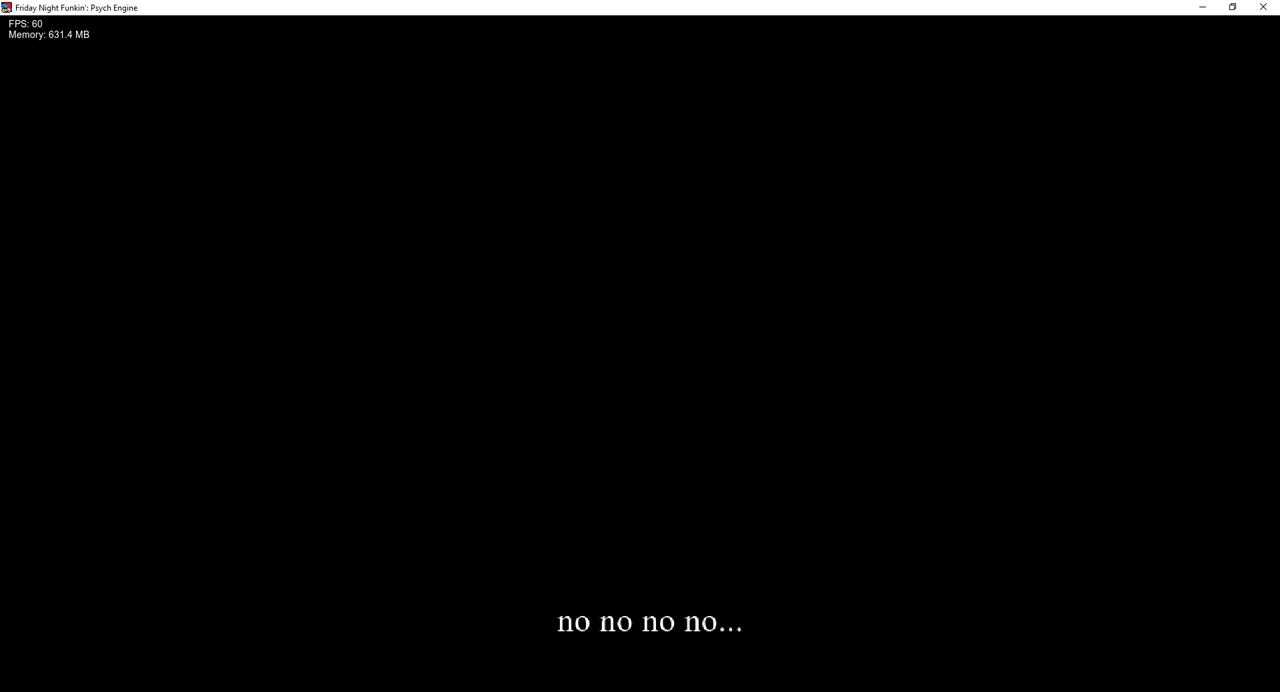 Friday Night Funkin': Psych Engine
FPS: 60
Memory: 631.4 MB
no no no no...